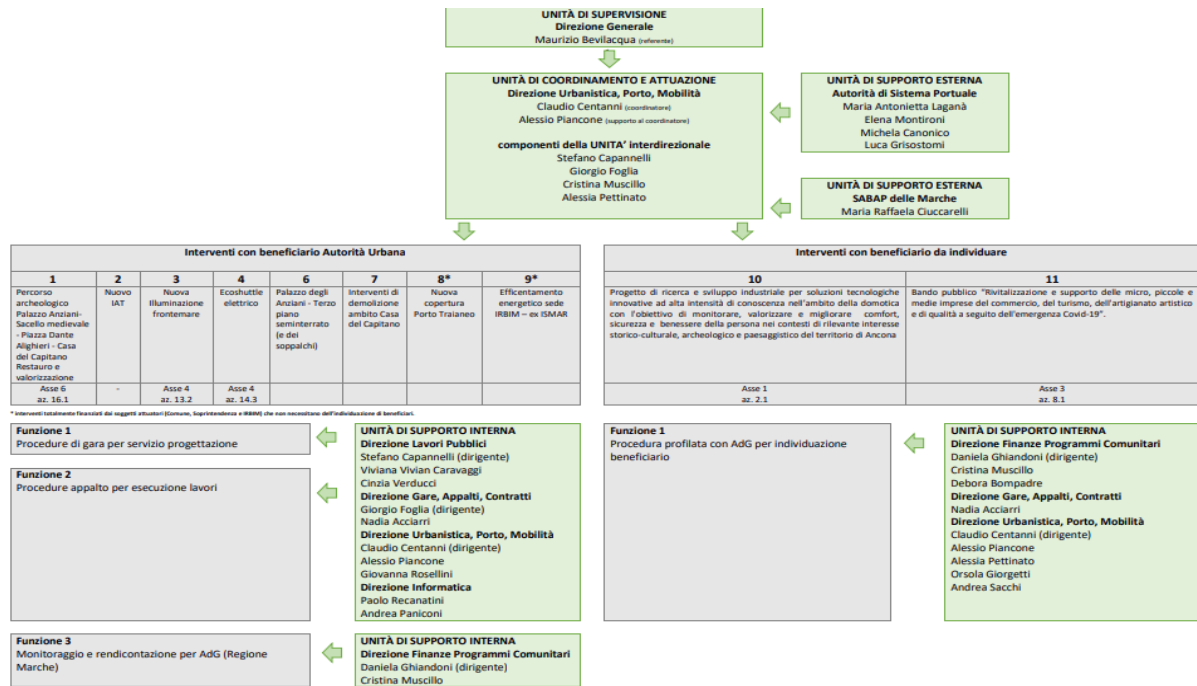 UNITÀ DI SUPERVISIONE
Direzione Generale
Maurizio Bevilacqua (referente)
UNITÀ DI COORDINAMENTO E ATTUAZIONE
Direzione Urbanistica, Porto, Mobilità
Claudio Centanni (coordinatore)
Alessio Piancone (supporto al coordinatore)
componenti della UNITA’ interdirezionale
Stefano Capannelli
Giorgio Foglia
Cristina Muscillo
Alessia Pettinato
UNITÀ DI SUPPORTO ESTERNA
Autorità di Sistema Portuale
Maria Antonietta Laganà
Elena Montironi
Michela Canonico
Luca Grisostomi
UNITÀ DI SUPPORTO ESTERNA
SABAP delle Marche
Maria Raffaela Ciuccarelli
Interventi con beneficiario Autorità Urbana
1
Percorso
archeologico
Palazzo Anziani-
Sacello medievale
- Piazza Dante
Alighieri - Casa
del Capitano
Restauro e
valorizzazione
Asse 6
az. 16.1
2
Nuovo
IAT
-
3
Nuova
Illuminazione
frontemare
Asse 4
az. 13.2
4
Ecoshuttle
elettrico
Asse 4
az. 14.3
6
Palazzo degli
Anziani - Terzo
piano
seminterrato
(e dei
soppalchi)
7
Interventi di
demolizione
ambito Casa
del Capitano
8*
Nuova
copertura
Porto Traianeo
9*
Efficentamento
energetico sede
IRBIM – ex ISMAR
* interventi totalmente finanziati dai soggetti attuatori (Comune, Soprintendenza e IRBIM) che non necessitano dell'individuazione di beneficiari.
Interventi con beneficiario da individuare
10
Progetto di ricerca e sviluppo industriale per soluzioni tecnologiche
innovative ad alta intensità di conoscenza nell’ambito della domotica
con l’obiettivo di monitorare, valorizzare e migliorare comfort,
sicurezza e benessere della persona nei contesti di rilevante interesse
storico-culturale, archeologico e paesaggistico del territorio di Ancona
Asse 1
az. 2.1
11
Bando pubblico “Rivitalizzazione e supporto delle micro, piccole e
medie imprese del commercio, del turismo, dell’artigianato artistico
e di qualità a seguito dell’emergenza Covid-19”.
Asse 3
az. 8.1
Funzione 1
Procedure di gara per servizio progettazione
Funzione 2
Procedure appalto per esecuzione lavori
UNITÀ DI SUPPORTO INTERNA
Direzione Lavori Pubblici
Stefano Capannelli (dirigente)
Viviana Vivian Caravaggi
Cinzia Verducci
Direzione Gare, Appalti, Contratti
Giorgio Foglia (dirigente)
Nadia Acciarri
Direzione Urbanistica, Porto, Mobilità
Claudio Centanni (dirigente)
Alessio Piancone
Giovanna Rosellini
Direzione Informatica
Paolo Recanatini
Andrea Paniconi
Funzione 1
Procedura profilata con AdG per individuazione
beneficiario
UNITÀ DI SUPPORTO INTERNA
Direzione Finanze Programmi Comunitari
Daniela Ghiandoni (dirigente)
Cristina Muscillo
Debora Bompadre
Direzione Gare, Appalti, Contratti
Nadia Acciarri
Direzione Urbanistica, Porto, Mobilità
Claudio Centanni (dirigente)
Alessio Piancone
Alessia Pettinato
Orsola Giorgetti
Andrea Sacchi
Funzione 3
Monitoraggio e rendicontazione per AdG (Regione
Marche)
UNITÀ DI SUPPORTO INTERNA
Direzione Finanze Programmi Comunitari
Daniela Ghiandoni (dirigente)
Cristina Muscillo